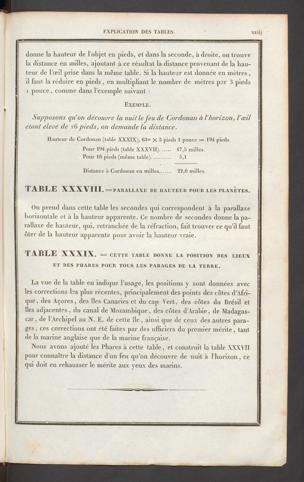 EXPLICATION DES TABLES. xxiij
donne la hauteur de l'objet en pieds, et dans la seconde, à droite, on trouve
la distance en milles, ajoutant à ce résultat la distance provenant de la hau-
teur de l'œil prise dans la même table. Si la hauteur est donnée en mètres,
il faut la réduire en pieds, en multipliant le nombre de mètres par 3 pieds
1 pouce, comme dans l'exemple suivant :
EXEMPLE.
Supposons qu'on découvre la nuit le feu de Cordouan à l'horizon, l'œil
étant élevé de 16 pieds, on demande la distance.
Hauteur de Cordouan (table XXXIX), 63m × 3 pieds 1 pouce = 194 pieds.
Pour 194 pieds (table XXXVII). ..... 17,5 milles.
Pour 16 pieds (même table). .......... 5,1
Distance à Cordouan en milles. ..... 22,6 milles.
TABLE XXXVIII. — PARALLAXE DE HAUTEUR POUR LES PLANÈTES.
On prend dans cette table les secondes qui correspondent à la parallaxe
horizontale et à la hauteur apparente. Ce nombre de secondes donne la pa-
rallaxe de hauteur, qui, retranchée de la réfraction, fait trouver ce qu'il faut
ôter de la hauteur apparente pour avoir la hauteur vraie.
TABLE XXXIX. — CETTE TABLE DONNE LA POSITION DES LIEUX
ET DES PHARES POUR TOUS LES PARAGES DE LA TERRE.
La vue de la table en indique l'usage, les positions y sont données avec
les corrections les plus récentes, principalement des points des côtes d'Afri-
que, des Açores, des îles Canaries et du cap Vert, des côtes du Brésil et
îles adjacentes, du canal de Mozambique, des côtes d'Arabie, de Madagas-
car, de l'Archipel au N. E. de cette île, ainsi que de ceux des autres para-
ges ; ces corrections ont été faites par des officiers du premier mérite, tant
de la marine anglaise que de la marine française.
Nous avons ajouté les Phares à cette table, et construit la table XXXVII
pour connaître la distance d'un feu qu'on découvre de nuit à l'horizon, ce
qui doit en rehausser le mérite aux yeux des marins.